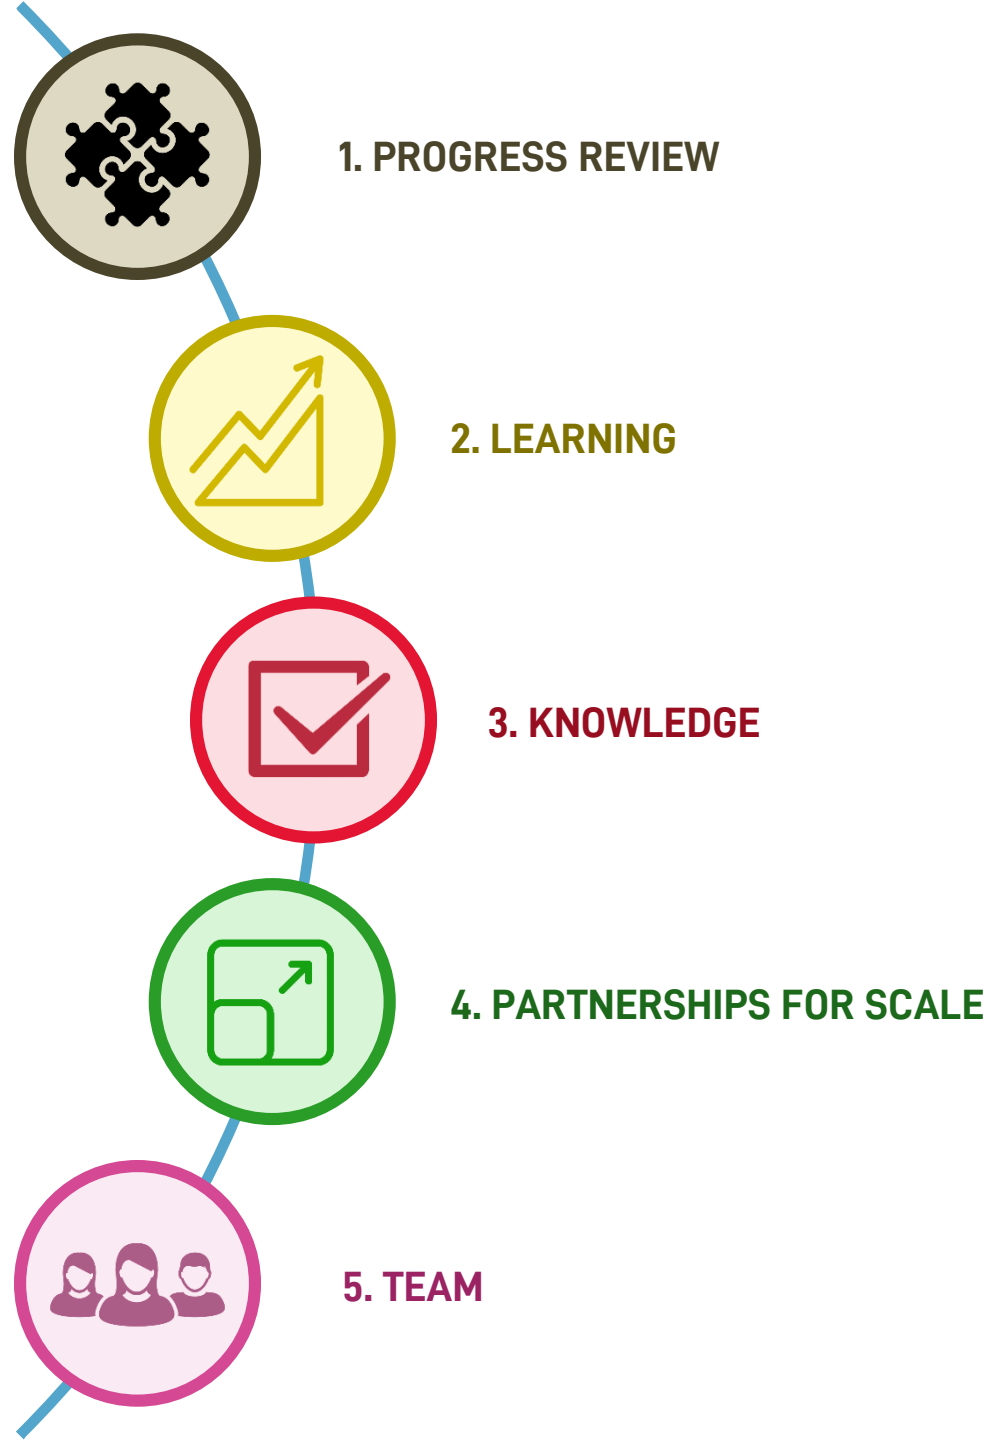 1. PROGRESS REVIEW
2. LEARNING
3. KNOWLEDGE
4. PARTNERSHIPS FOR SCALE
5. TEAM